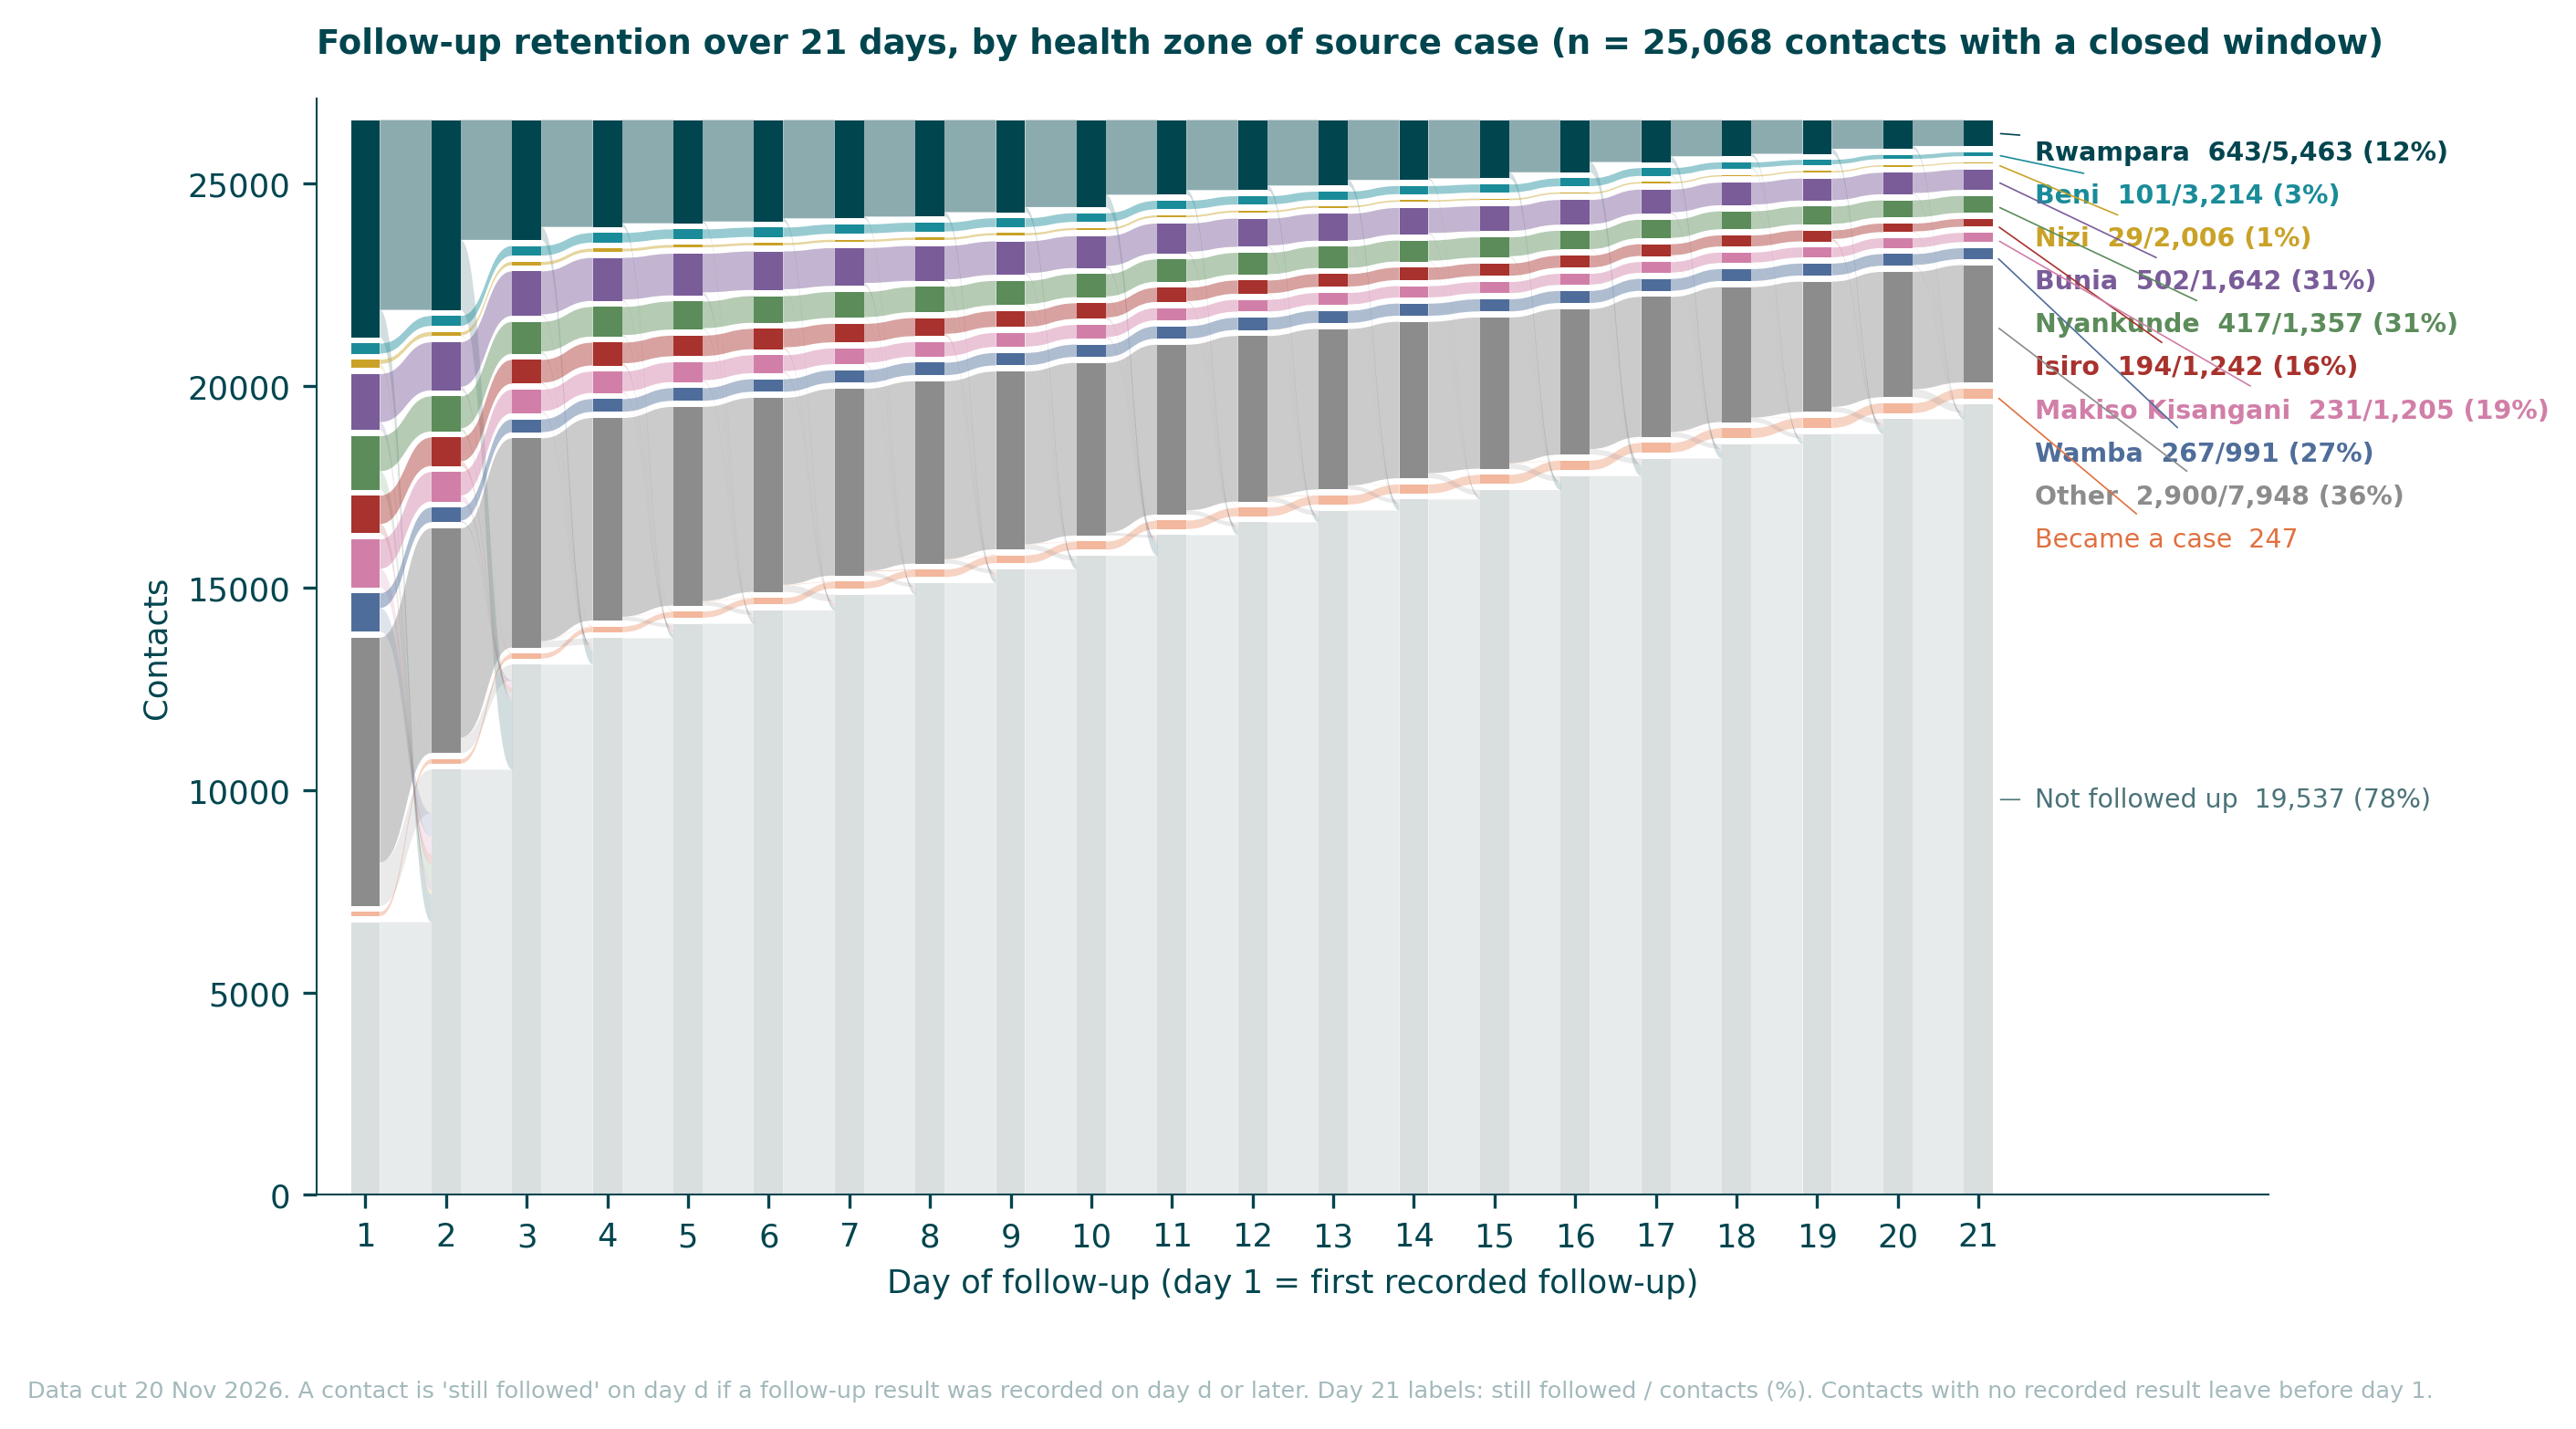 Follow-up retention over 21 days, by health zone of source case (n = 25,068 contacts with a closed window)
Contacts
25000
20000
15000
10000
5000
0
Rwampara 643/5,463 (12%)
Beni 101/3,214 (3%)
Nizi 29/2,006 (1%)
Bunia 502/1,642 (31%)
Nyankunde 417/1,357 (31%)
Isiro 194/1,242 (16%)
Makiso Kisangani 231/1,205 (19%)
Wamba 267/991 (27%)
Other 2,900/7,948 (36%)
Became a case 247
Not followed up 19,537 (78%)
1 2 3 4 5 6 7 8 9 10 11 12 13 14 15 16 17 18 19 20 21
Day of follow-up (day 1 = first recorded follow-up)
Data cut 20 Nov 2026. A contact is 'still followed' on day d if a follow-up result was recorded on day d or later. Day 21 labels: still followed / contacts (%). Contacts with no recorded result leave before day 1.